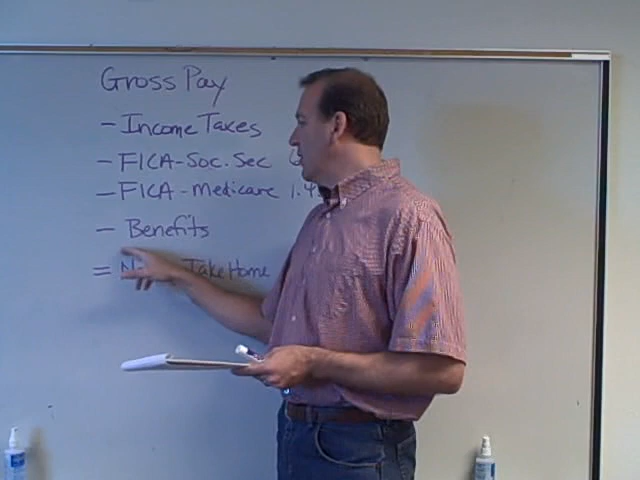 Gross Pay
- Income Taxes
- FICA-Soc. Sec
- FICA-Medicare 1.4
- Benefits
= Take Home